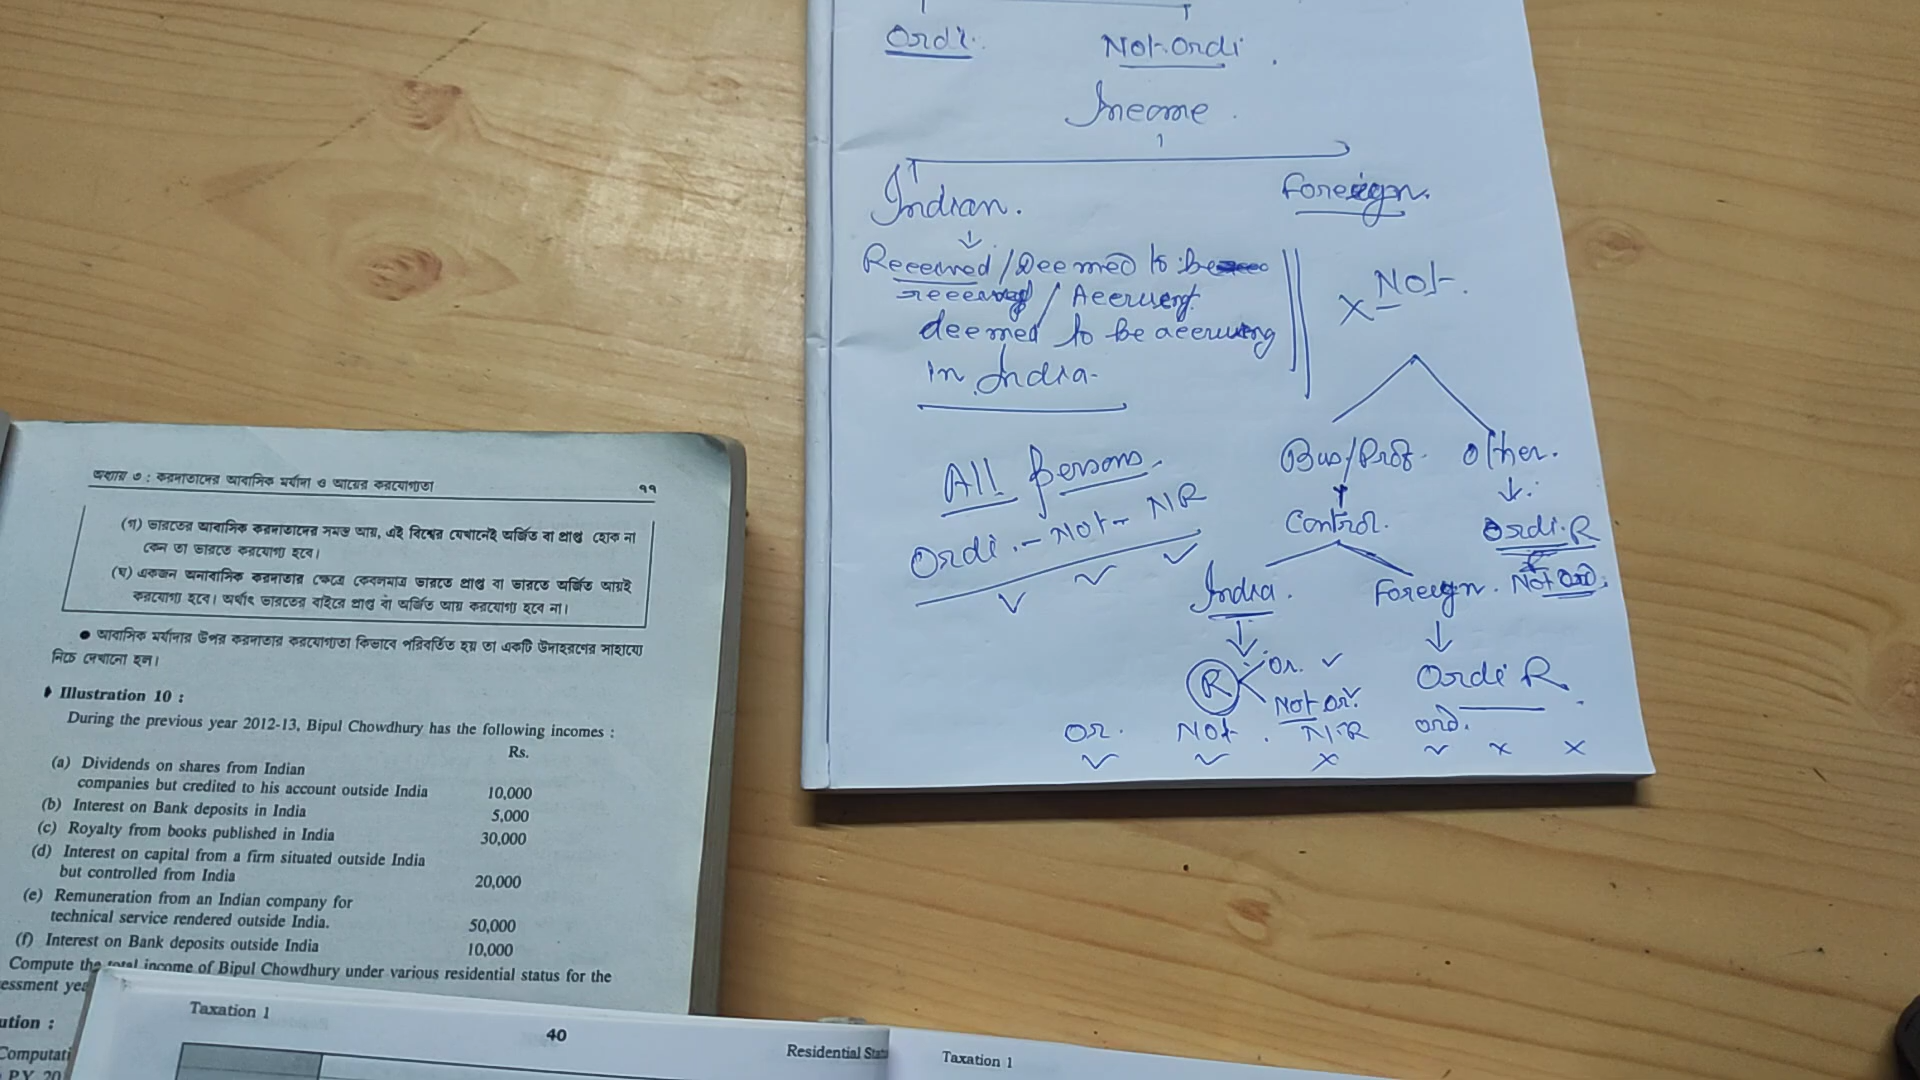 Ordi.
Not-Ordi
Income
Indian.
Foreign.
Received / Deemed to be
received / Accruing
deemed to be accruing
in India-
x Not-.
All Persons.
Ordi. - Not - NR
Bus/Prof.
Other.
Control.
Ordi. R
Not Ord.
India.
Foreign.
R
Or.
Not Or.
Ordi R.
Or.
Not.
N.R
Ord.
x
x
x
অধ্যায় ৩ : করদাতাদের আবাসিক মর্যাদা ও আয়ের করযোগ্যতা
৭৭
(গ) ভারতের আবাসিক করদাতাদের সমস্ত আয়, এই বিশ্বের যেখানেই অর্জিত বা প্রাপ্ত হোক না
কেন তা ভারতে করযোগ্য হবে।
(ঘ) একজন অনাবাসিক করদাতার ক্ষেত্রে কেবলমাত্র ভারতে প্রাপ্ত বা ভারতে অর্জিত আয়ই
করযোগ্য হবে। অর্থাৎ ভারতের বাইরে প্রাপ্ত বা অর্জিত আয় করযোগ্য হবে না।
● আবাসিক মর্যাদার উপর করদাতার করযোগ্যতা কিভাবে পরিবর্তিত হয় তা একটি উদাহরণের সাহায্যে
নিচে দেখানো হল।
Illustration 10 :
During the previous year 2012-13, Bipul Chowdhury has the following incomes :
Rs.
(a) Dividends on shares from Indian
companies but credited to his account outside India 10,000
(b) Interest on Bank deposits in India 5,000
(c) Royalty from books published in India 30,000
(d) Interest on capital from a firm situated outside India
but controlled from India 20,000
(e) Remuneration from an Indian company for
technical service rendered outside India. 50,000
(f) Interest on Bank deposits outside India 10,000
Compute the total income of Bipul Chowdhury under various residential status for the
essment yea
ution :
Computati
P.Y. 20
Taxation 1
40
Residential Stat
Taxation 1